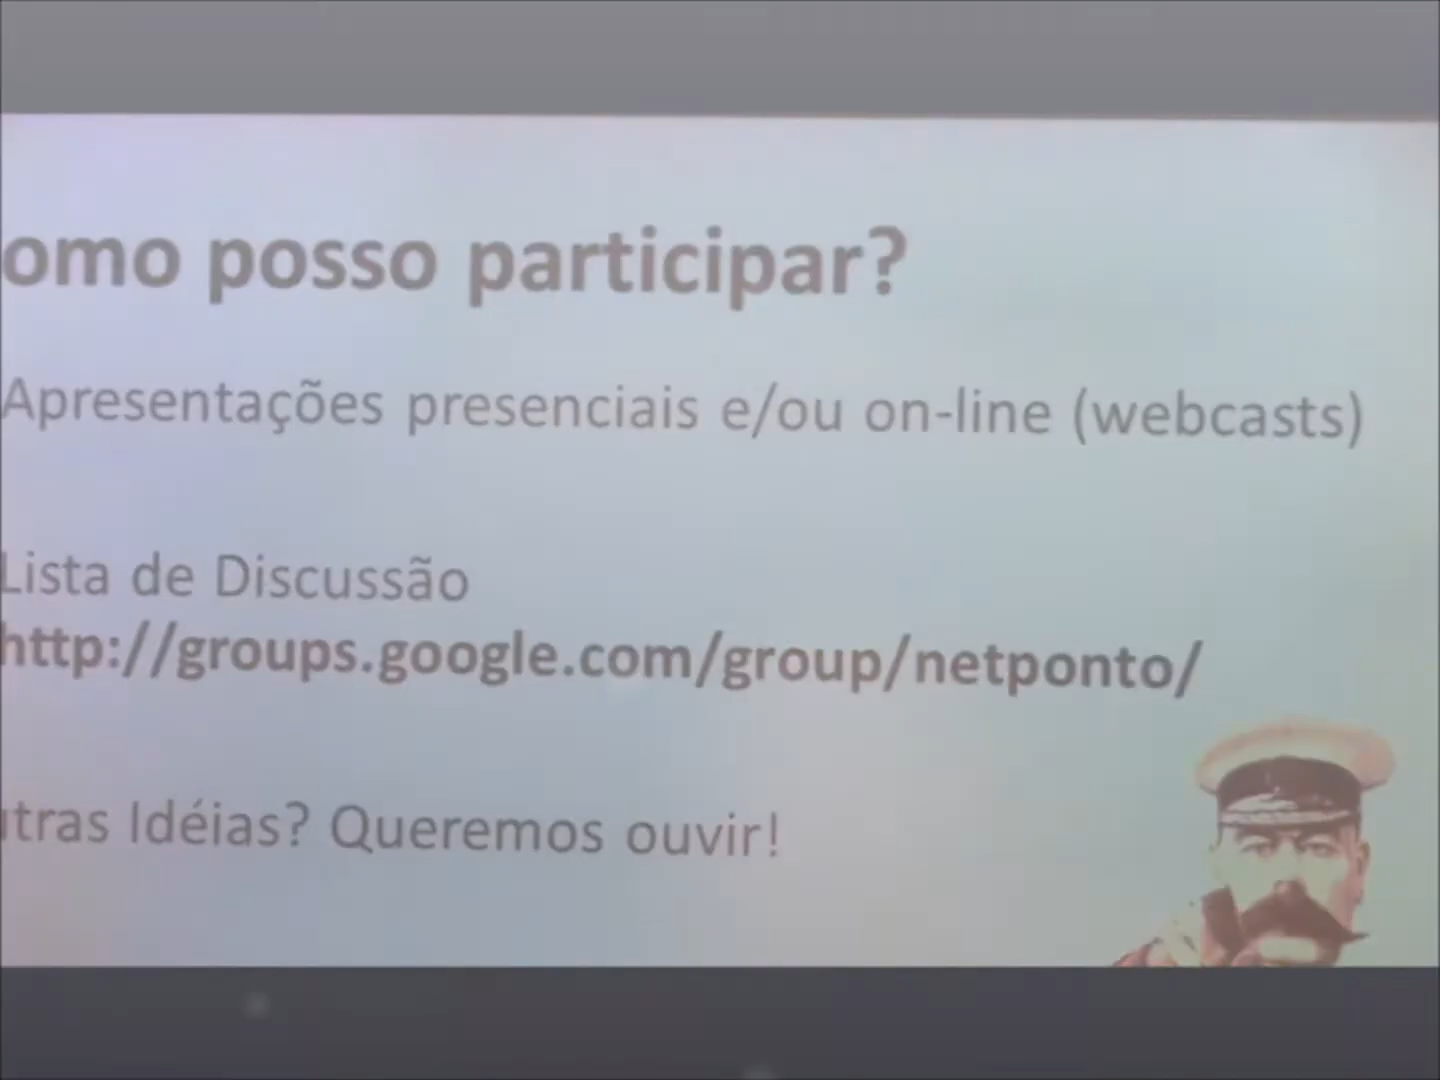 omo posso participar?
Apresentações presenciais e/ou on-line (webcasts)
Lista de Discussão
http://groups.google.com/group/netponto/
utras Idéias? Queremos ouvir!